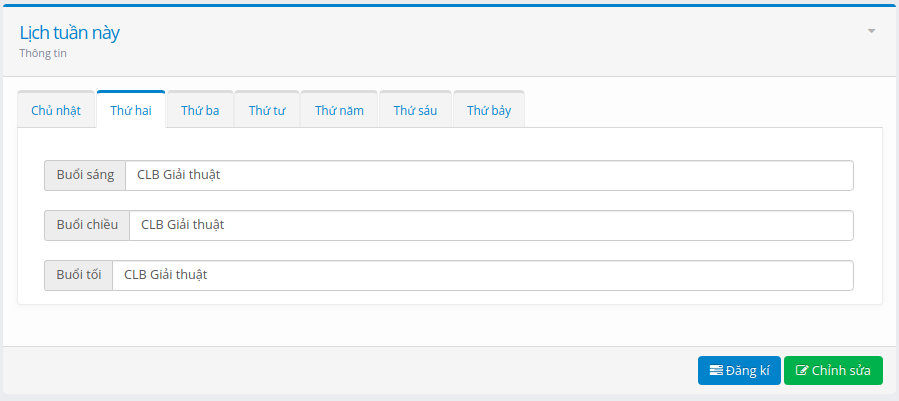 Lịch tuần này
Thông tin
Chủ nhật Thứ hai Thứ ba Thứ tư Thứ năm Thứ sáu Thứ bảy
Buổi sáng CLB Giải thuật
Buổi chiều CLB Giải thuật
Buổi tối CLB Giải thuật
Đăng kí Chỉnh sửa